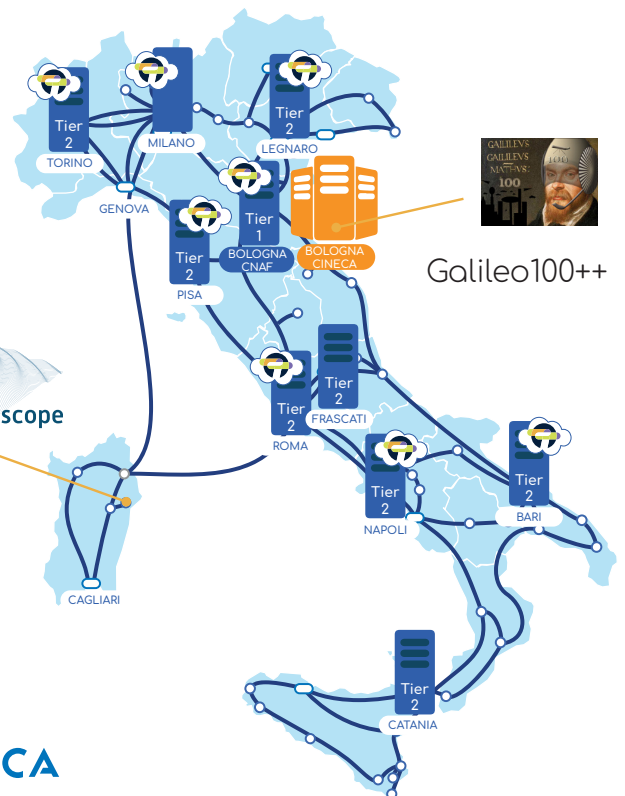 Tier
2
TORINO
MILANO
Tier
2
LEGNARO
GENOVA
Tier
1
BOLOGNA
CNAF
BOLOGNA
CINECA
GALILEVS
GALILEVS
MATHVS:
100
Galileo100++
Tier
2
PISA
scope
Tier
2
ROMA
Tier
2
FRASCATI
Tier
2
NAPOLI
Tier
2
BARI
CAGLIARI
Tier
2
CATANIA
CA